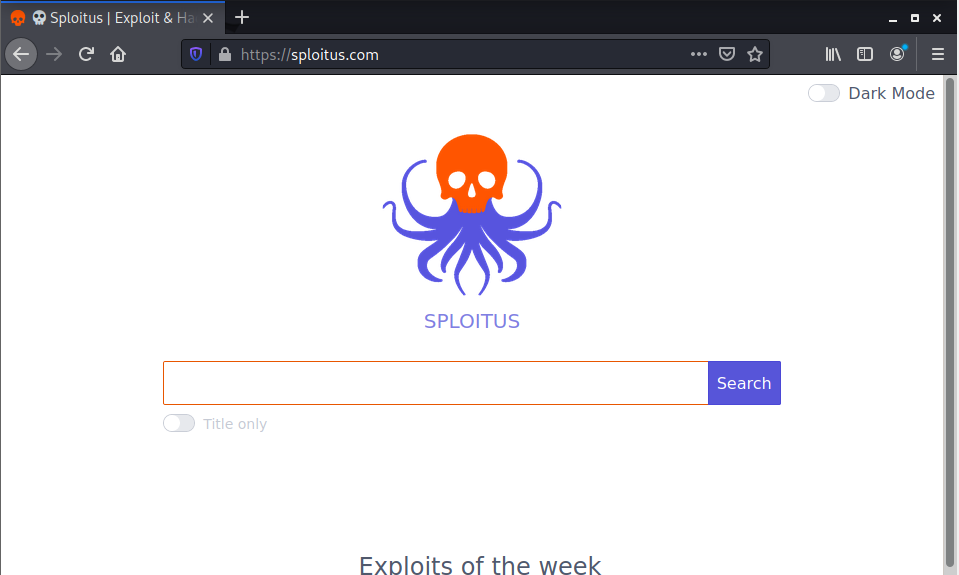 Sploitus | Exploit & Ha
https://sploitus.com
Dark Mode
SPLOITUS
Search
Title only
Exploits of the week